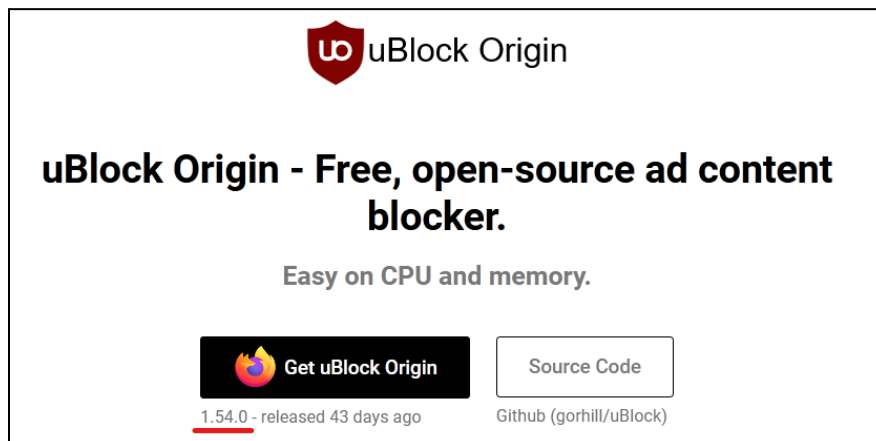 uo uBlock Origin
uBlock Origin - Free, open-source ad content
blocker.
Easy on CPU and memory.
Get uBlock Origin
Source Code
1.54.0 - released 43 days ago
Github (gorhill/uBlock)